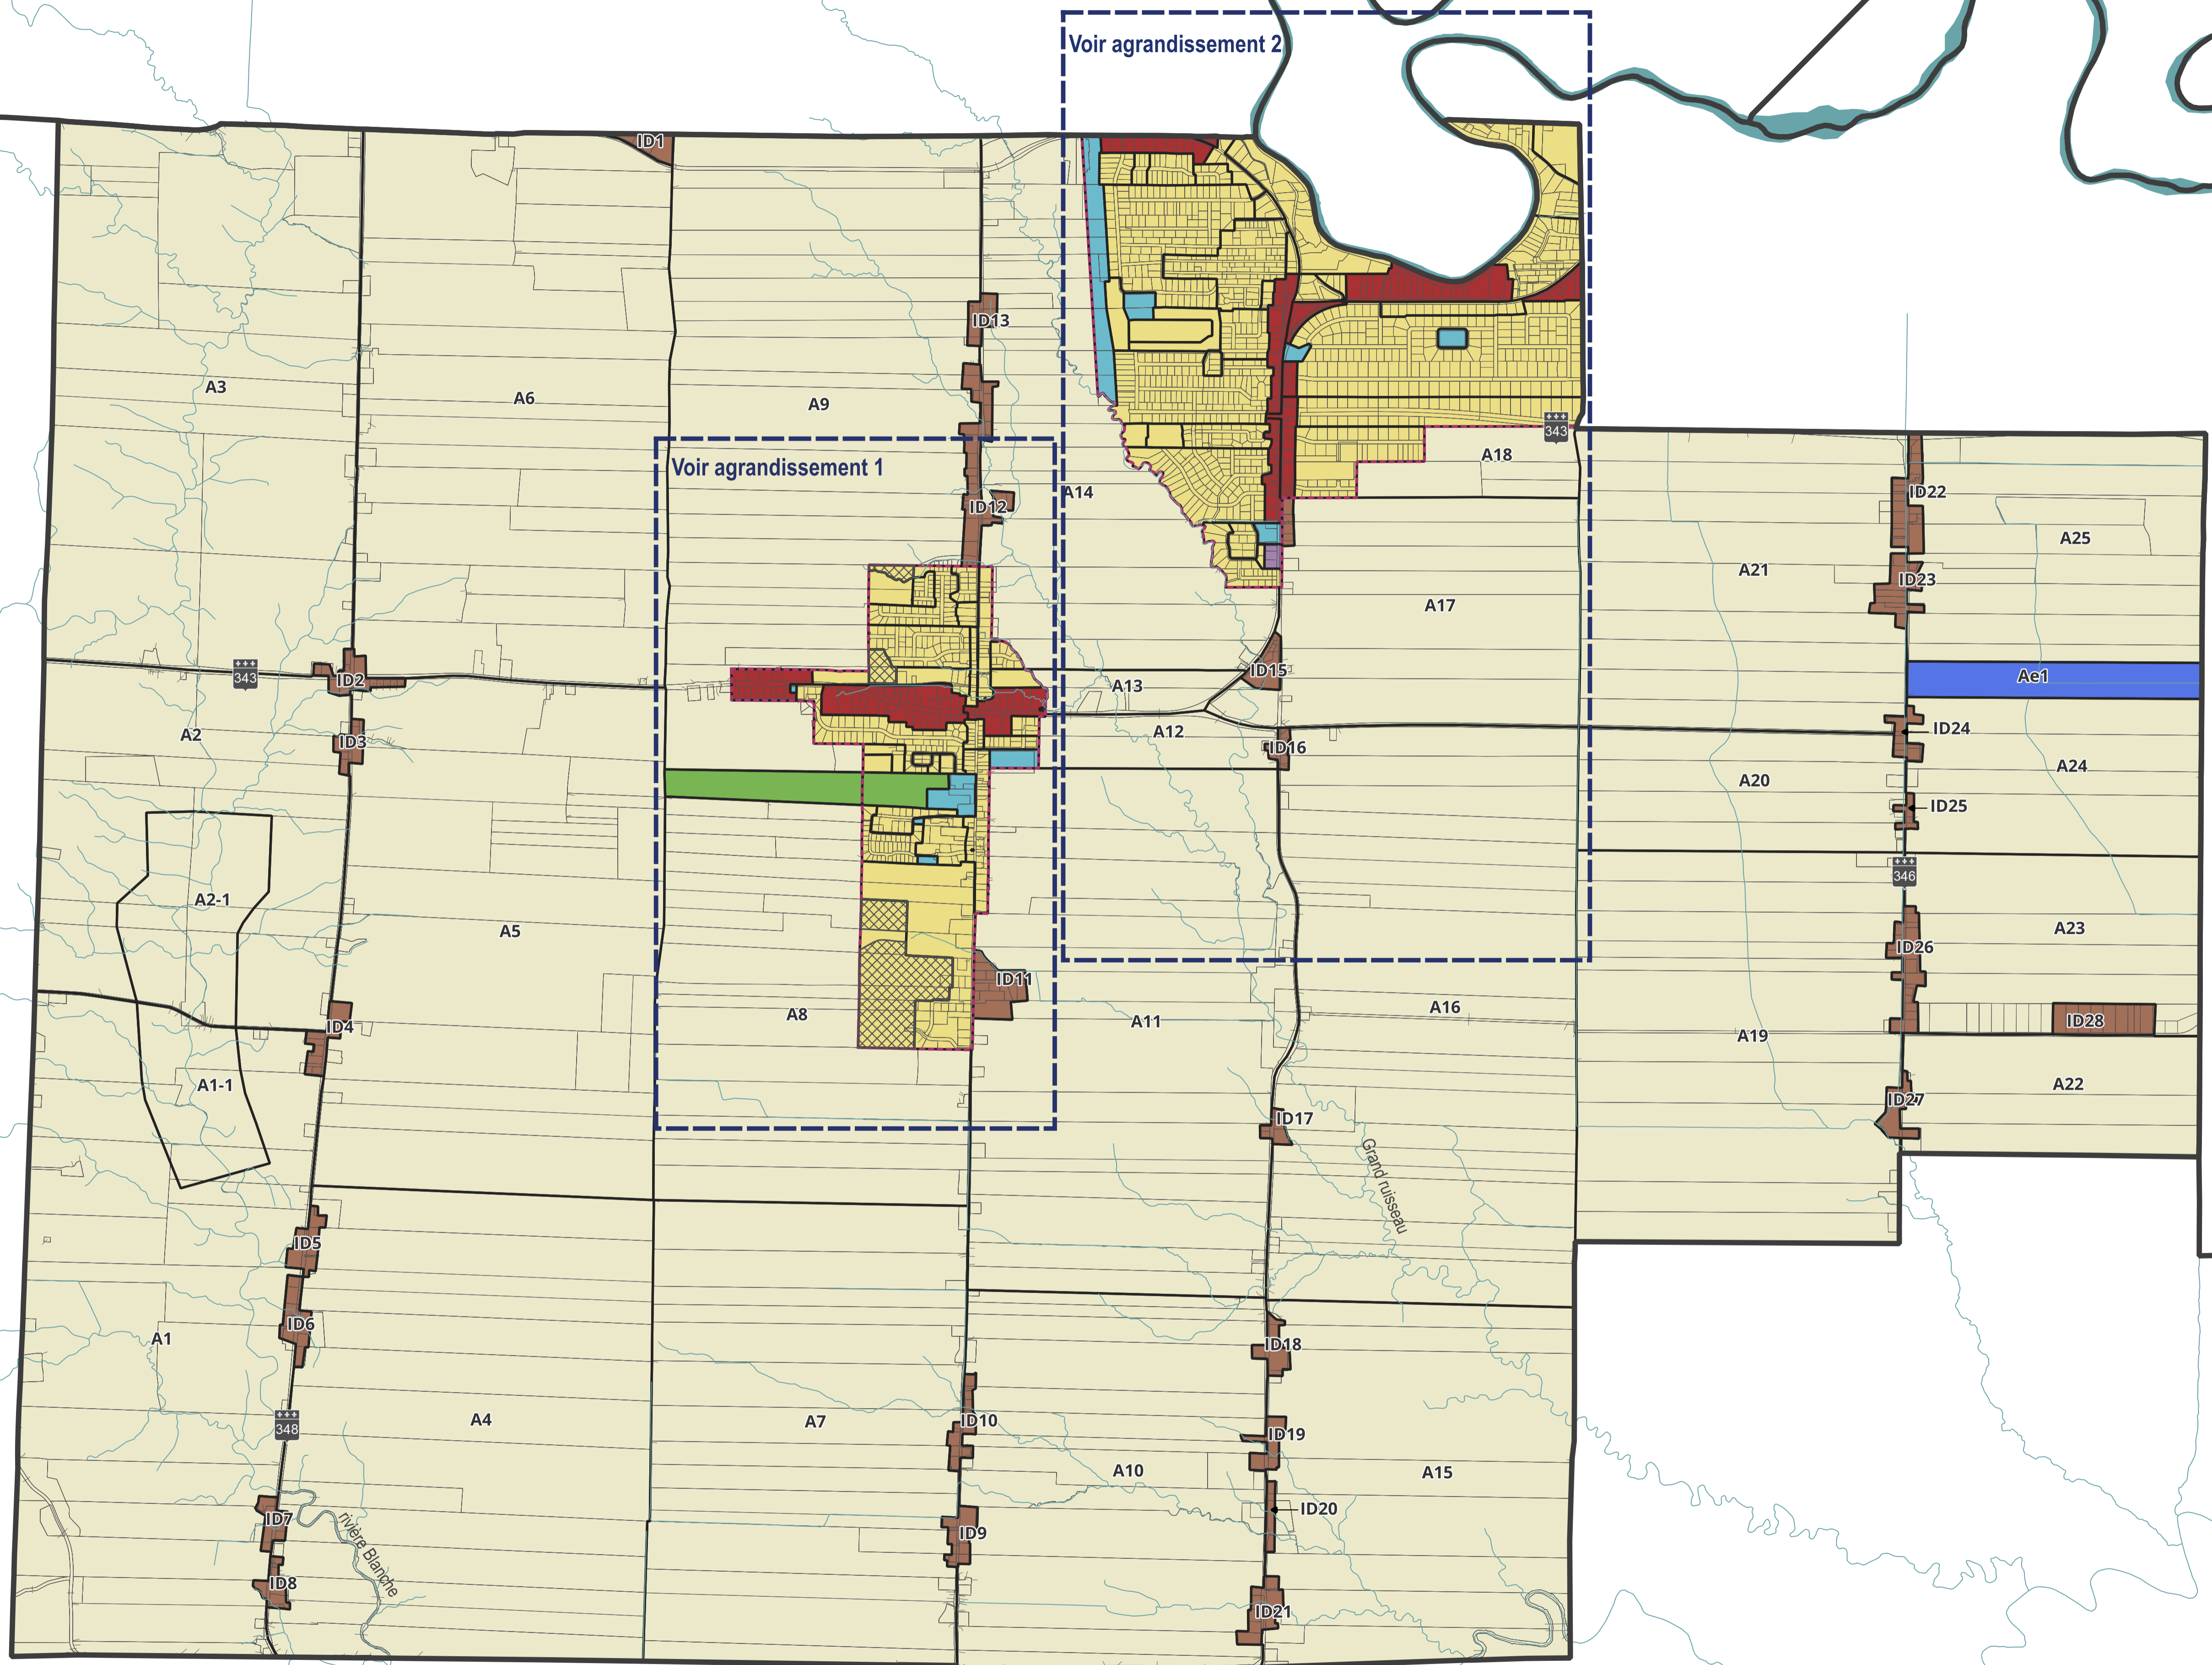 Voir agrandissement 2
ID1
ID13
A3
A6
A9
343
A18
Voir agrandissement 1
A14
ID22
ID12
A25
A21
ID23
A17
343
ID2
ID15
Ae1
A13
A2
ID3
A12
ID16
ID24
A24
A20
ID25
346
A2-1
A5
A23
ID26
ID11
A8
A16
A11
ID4
ID28
A19
A1-1
A22
ID27
ID17
Grand ruisseau
ID5
ID6
A1
ID18
348
A4
A7
ID10
ID19
A10
A15
ID7
ID20
rivière Blanche
ID9
ID8
ID21